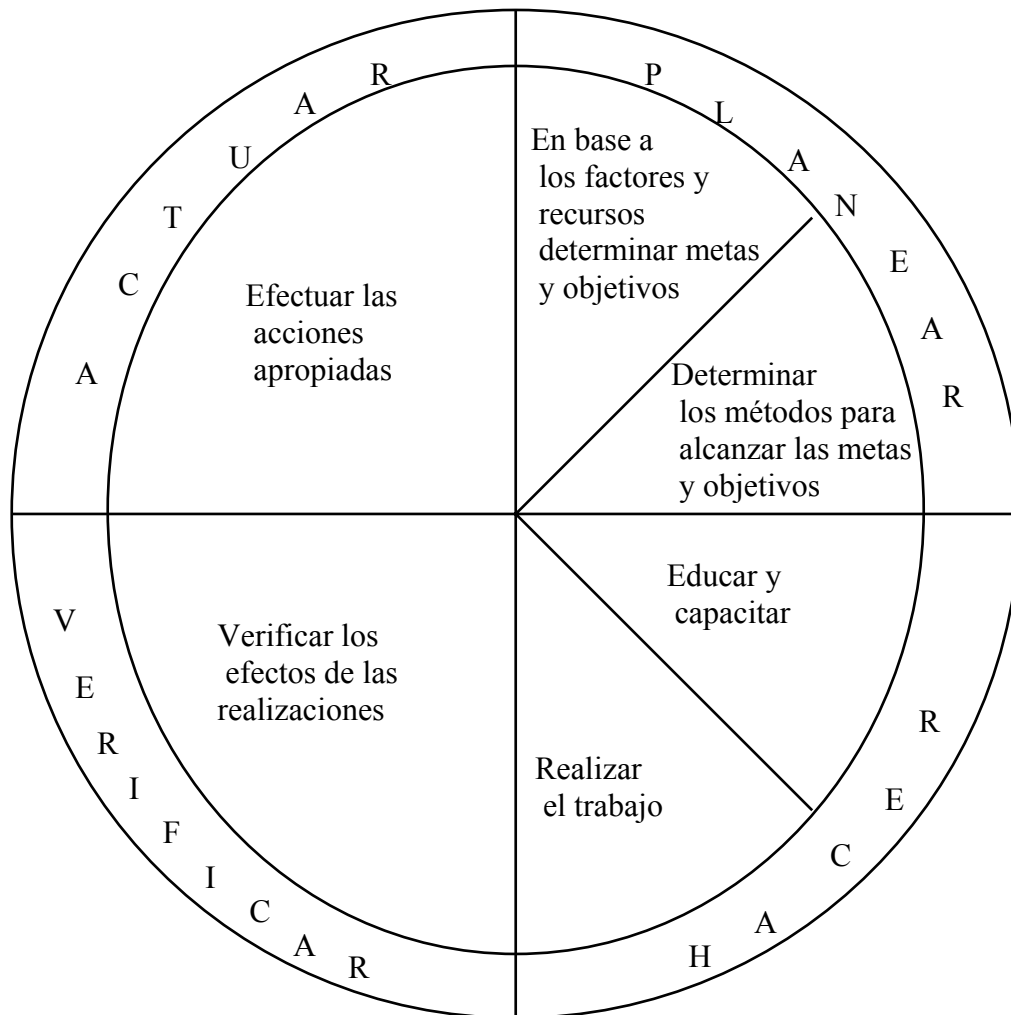 PLANEAR
En base a
los factores y
recursos
determinar metas
y objetivos
Determinar
los métodos para
alcanzar las metas
y objetivos
HACER
Educar y
capacitar
Realizar
el trabajo
VERIFICAR
Verificar los
efectos de las
realizaciones
ACTUAR
Efectuar las
acciones
apropiadas